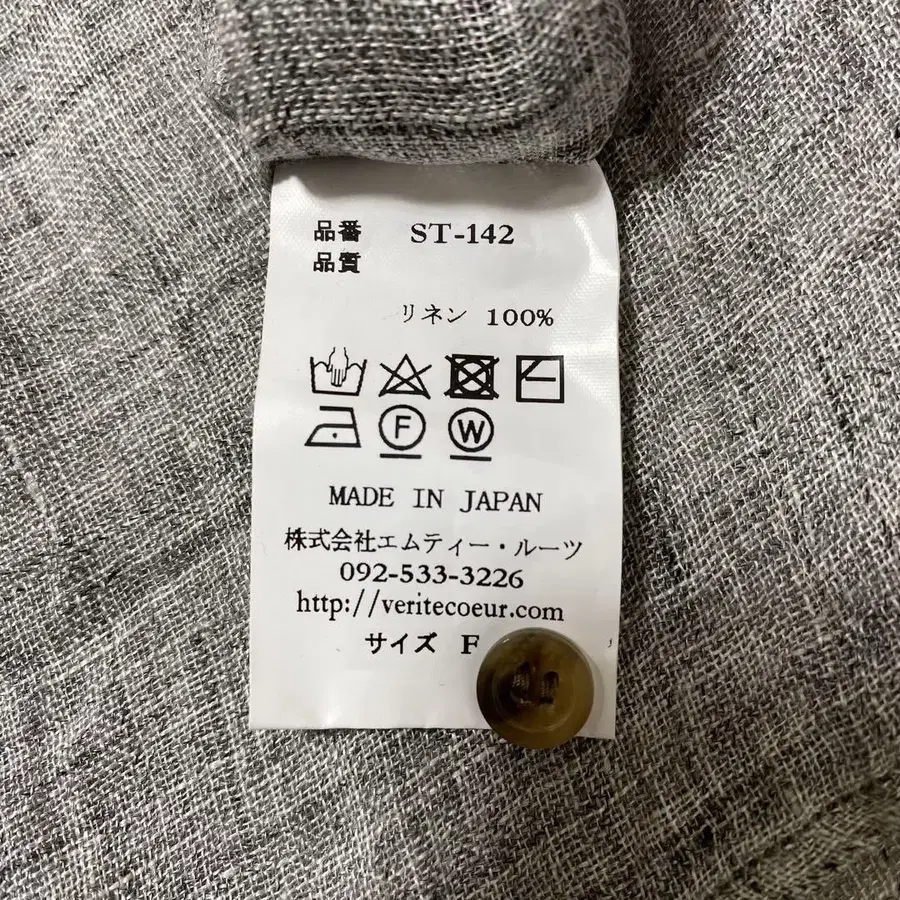 品番 ST-142
品質
リネン 100%
F W
MADE IN JAPAN
株式会社エムティー・ルーツ
092-533-3226
http://veritecoeur.com
サイズ F